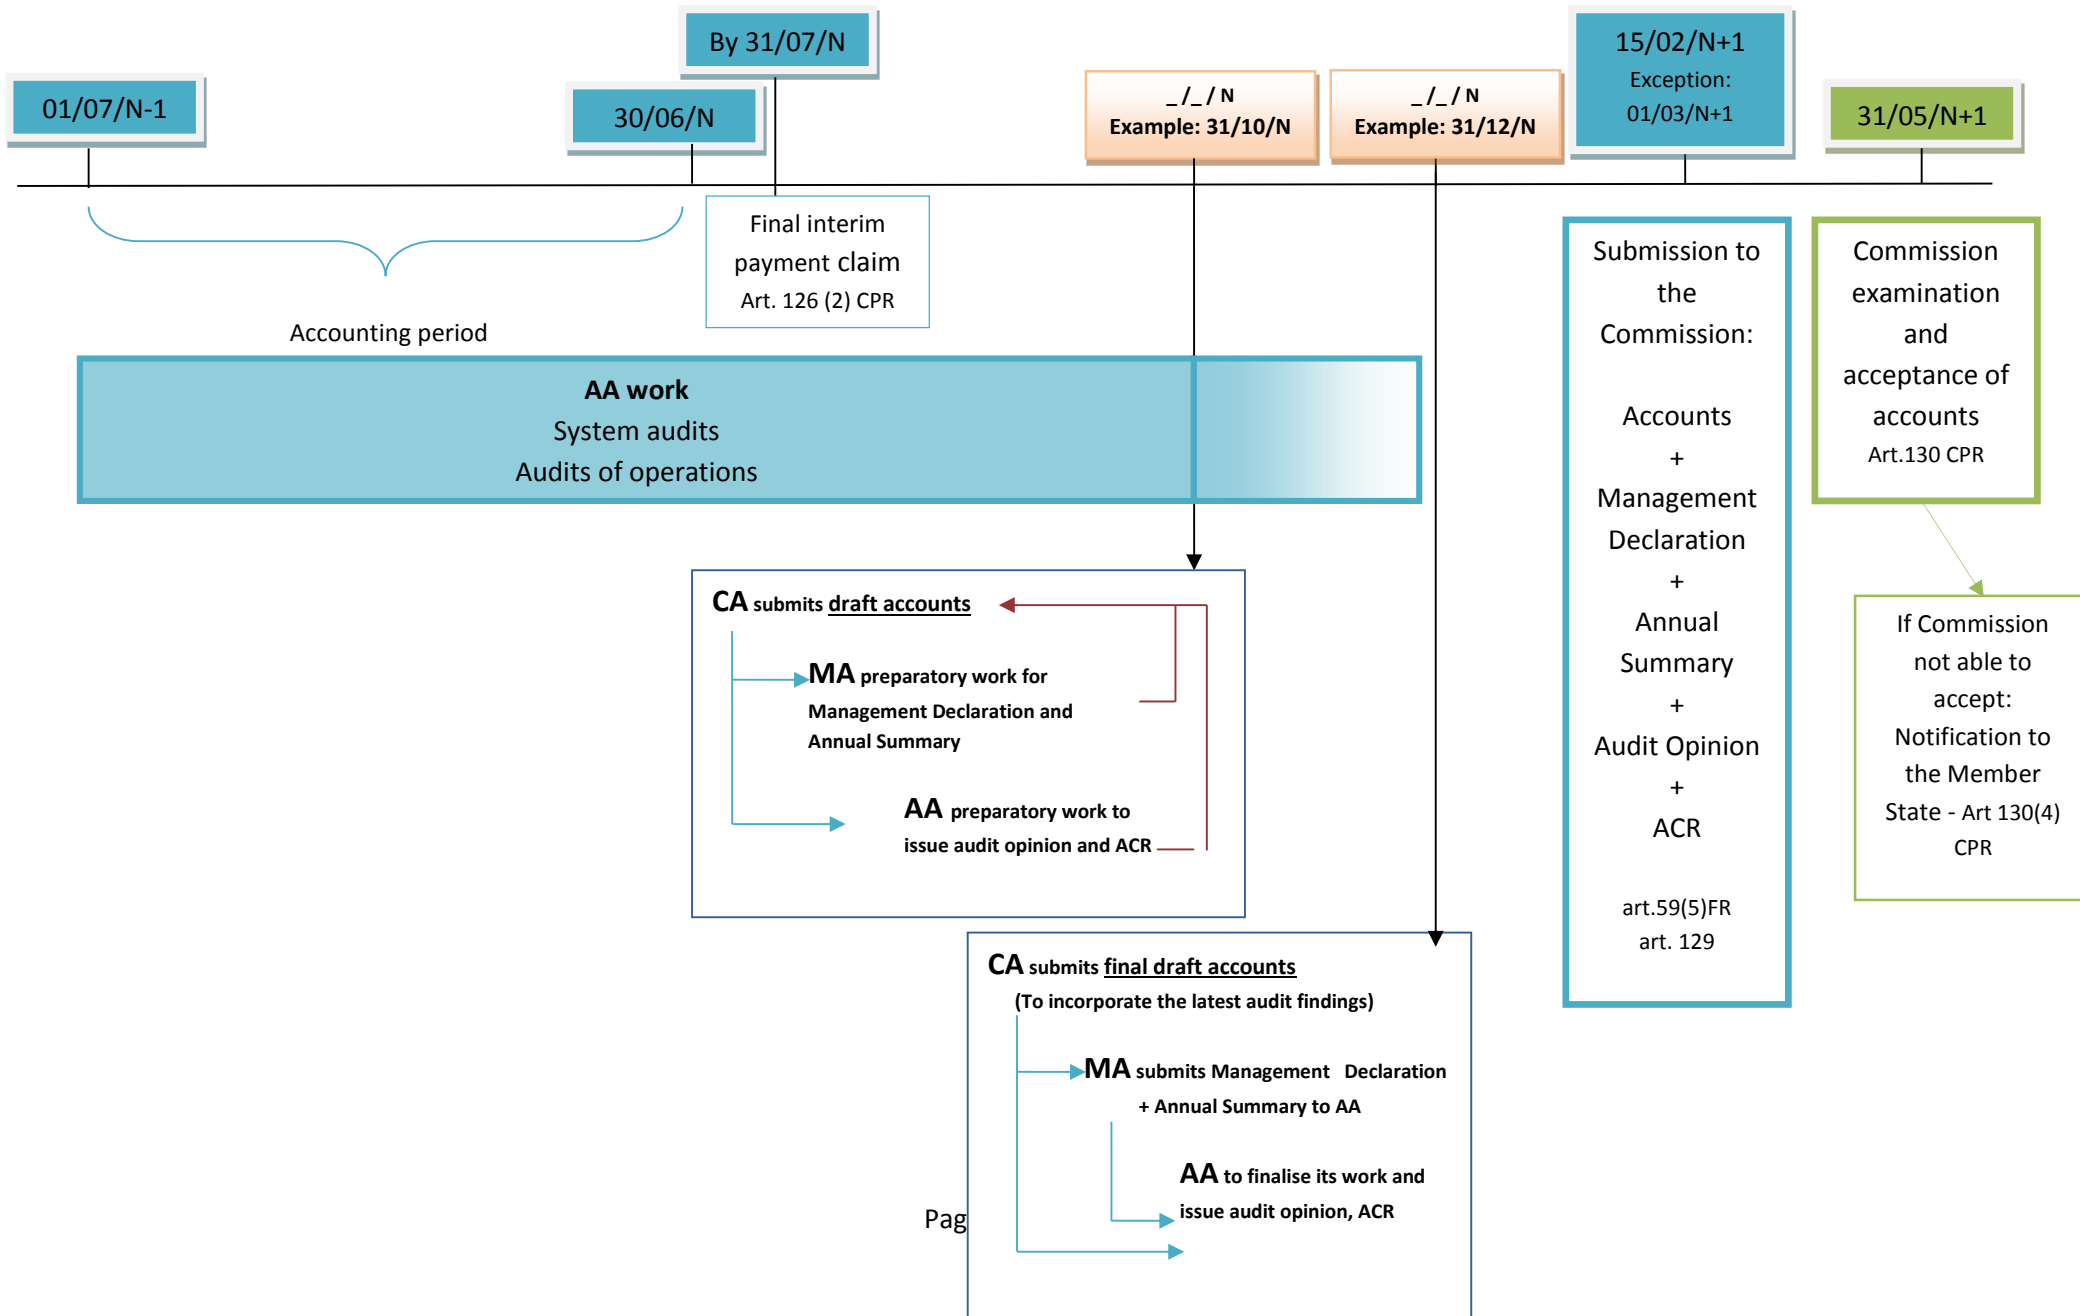 By 31/07/N
01/07/N-1
30/06/N
_ /_ / N
Example: 31/10/N
_ /_ / N
Example: 31/12/N
15/02/N+1
Exception:
01/03/N+1
31/05/N+1
Final interim
payment claim
Art. 126 (2) CPR
Accounting period
AA work
System audits
Audits of operations
CA submits draft accounts
MA preparatory work for
Management Declaration and
Annual Summary
AA preparatory work to
issue audit opinion and ACR
CA submits final draft accounts
(To incorporate the latest audit findings)
MA submits Management Declaration
+ Annual Summary to AA
AA to finalise its work and
issue audit opinion, ACR
Pag
Submission to
the
Commission:
Accounts
+
Management
Declaration
+
Annual
Summary
+
Audit Opinion
+
ACR
art.59(5)FR
art. 129
Commission
examination
and
acceptance of
accounts
Art.130 CPR
If Commission
not able to
accept:
Notification to
the Member
State - Art 130(4)
CPR